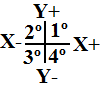 Y+
2º 1º
X- X+
3º 4º
Y-